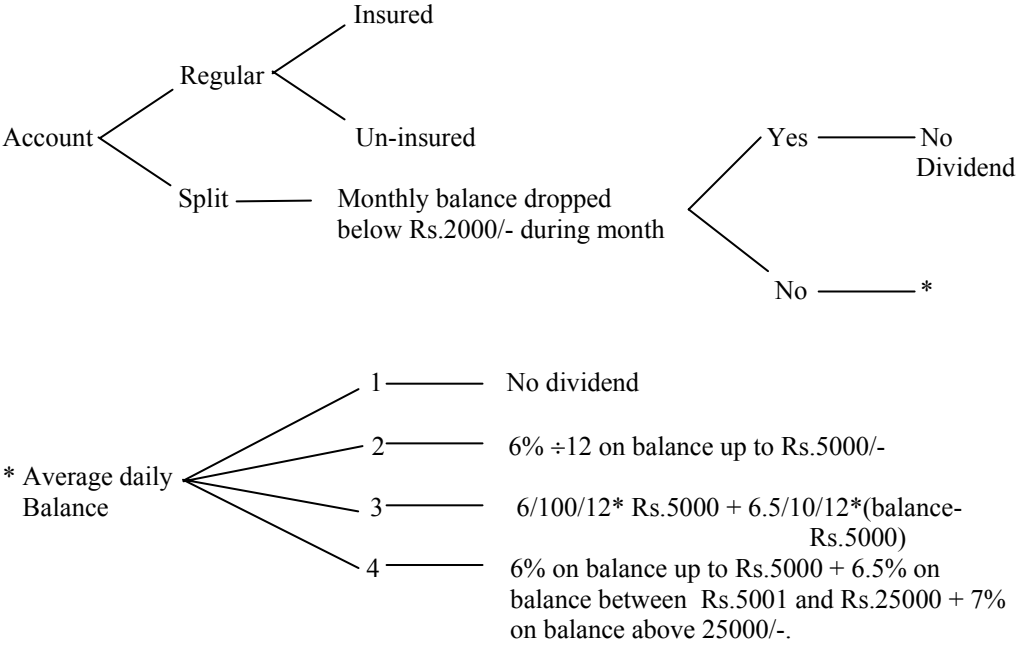 Insured
Regular
Account
Un-insured
Yes
No
Dividend
Split
Monthly balance dropped
below Rs.2000/- during month
No
*
1
No dividend
2
6% ÷12 on balance up to Rs.5000/-
* Average daily
Balance
3
6/100/12* Rs.5000 + 6.5/10/12*(balance-
Rs.5000)
4
6% on balance up to Rs.5000 + 6.5% on
balance between Rs.5001 and Rs.25000 + 7%
on balance above 25000/-.